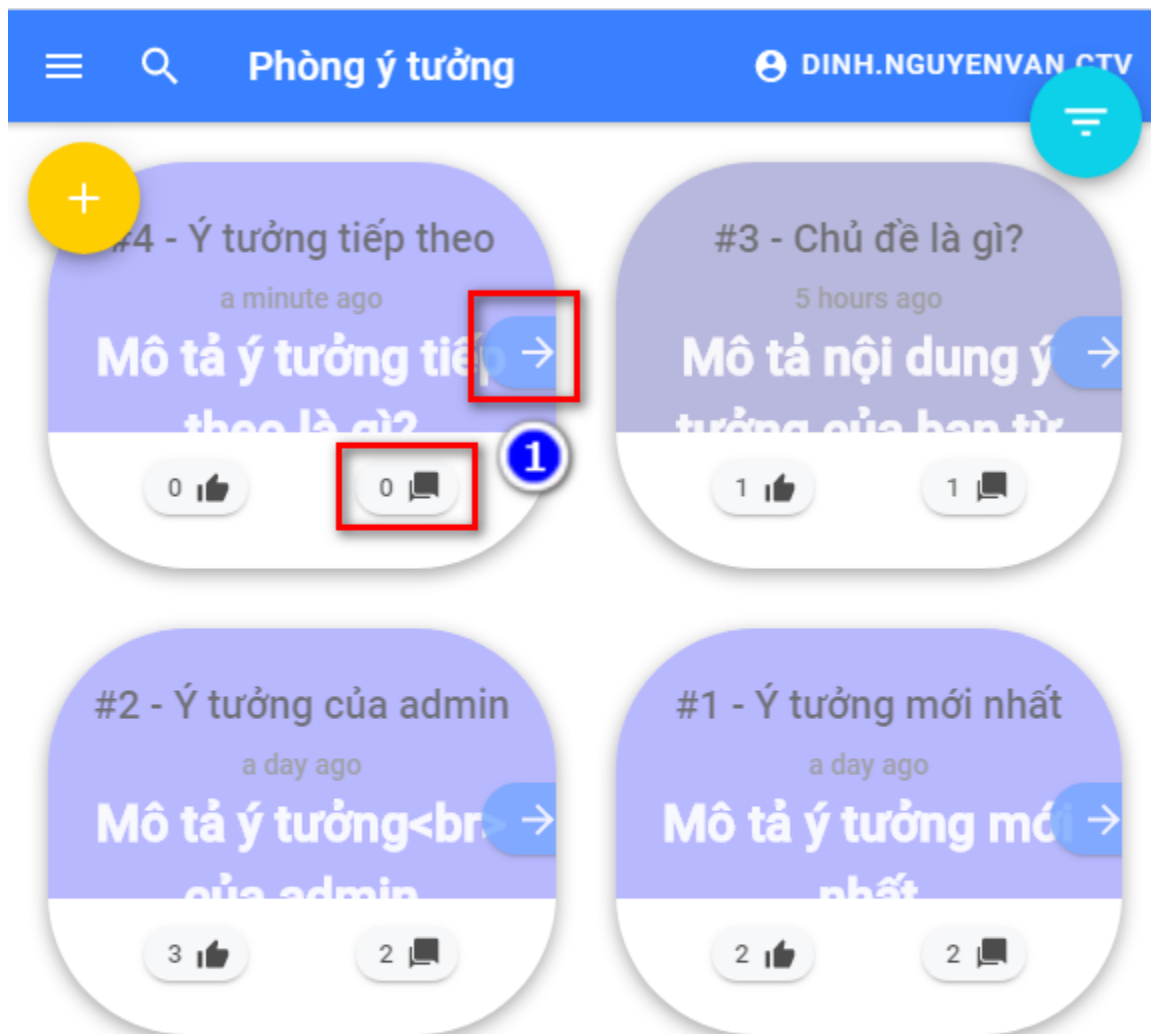 Phòng ý tưởng
DINH.NGUYENVAN.CTV
#4 - Ý tưởng tiếp theo
a minute ago
Mô tả ý tưởng tiếp
theo là gì?
0
0
1
#3 - Chủ đề là gì?
5 hours ago
Mô tả nội dung ý
tưởng của bạn từ
1
1
#2 - Ý tưởng của admin
a day ago
Mô tả ý tưởng<br>
của admin
3
2
#1 - Ý tưởng mới nhất
a day ago
Mô tả ý tưởng mới
nhất
2
2